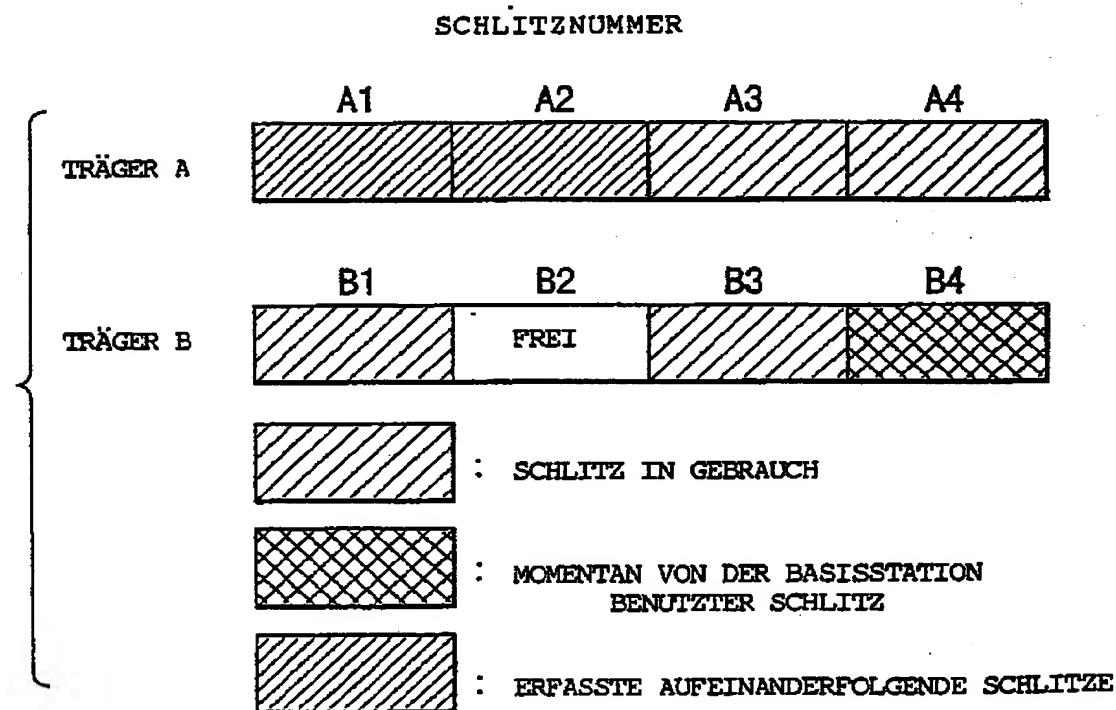 SCHLITZNUMMER
A1 A2 A3 A4
TRÄGER A
B1 B2 B3 B4
TRÄGER B FREI
: SCHLITZ IN GEBRAUCH
: MOMENTAN VON DER BASISSTATION
BENUTZTER SCHLITZ
: ERFASSTE AUFEINANDERFOLGENDE SCHLITZE